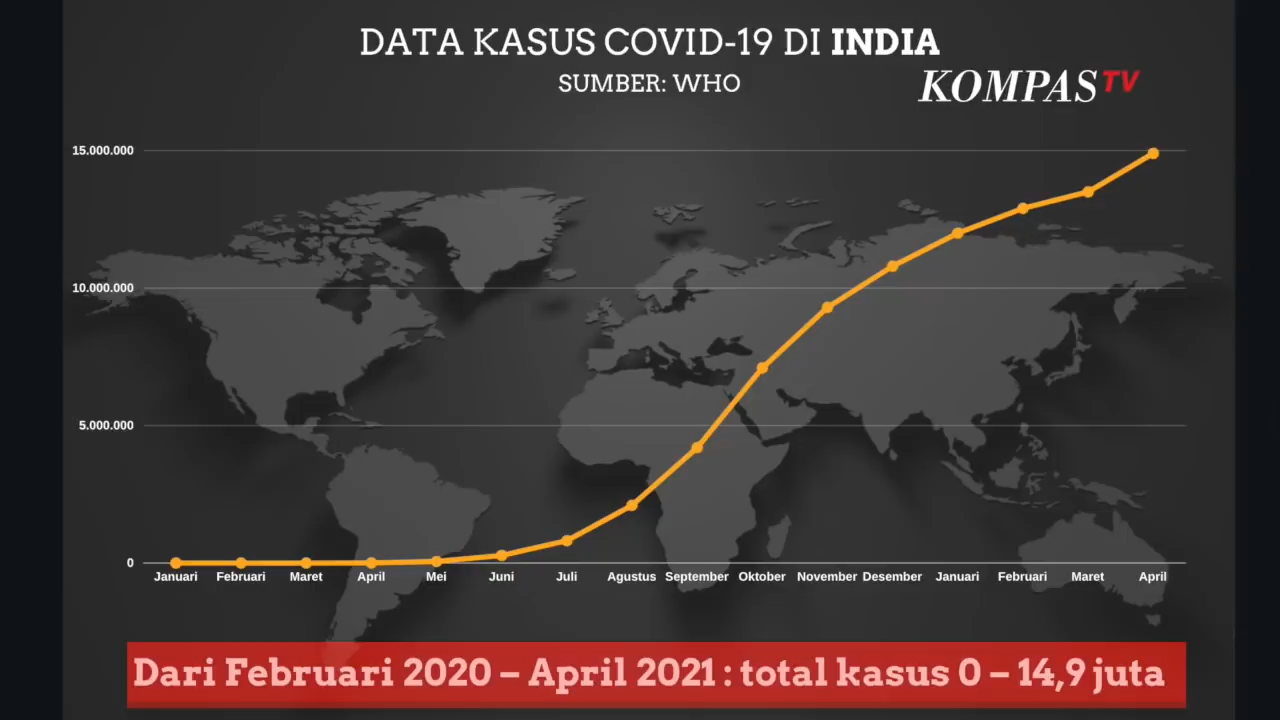 DATA KASUS COVID-19 DI INDIA
SUMBER: WHO
KOMPAS TV
15.000.000
10.000.000
5.000.000
0
Januari Februari Maret April Mei Juni Juli Agustus September Oktober November Desember Januari Februari Maret April
Dari Februari 2020 – April 2021 : total kasus 0 – 14,9 juta